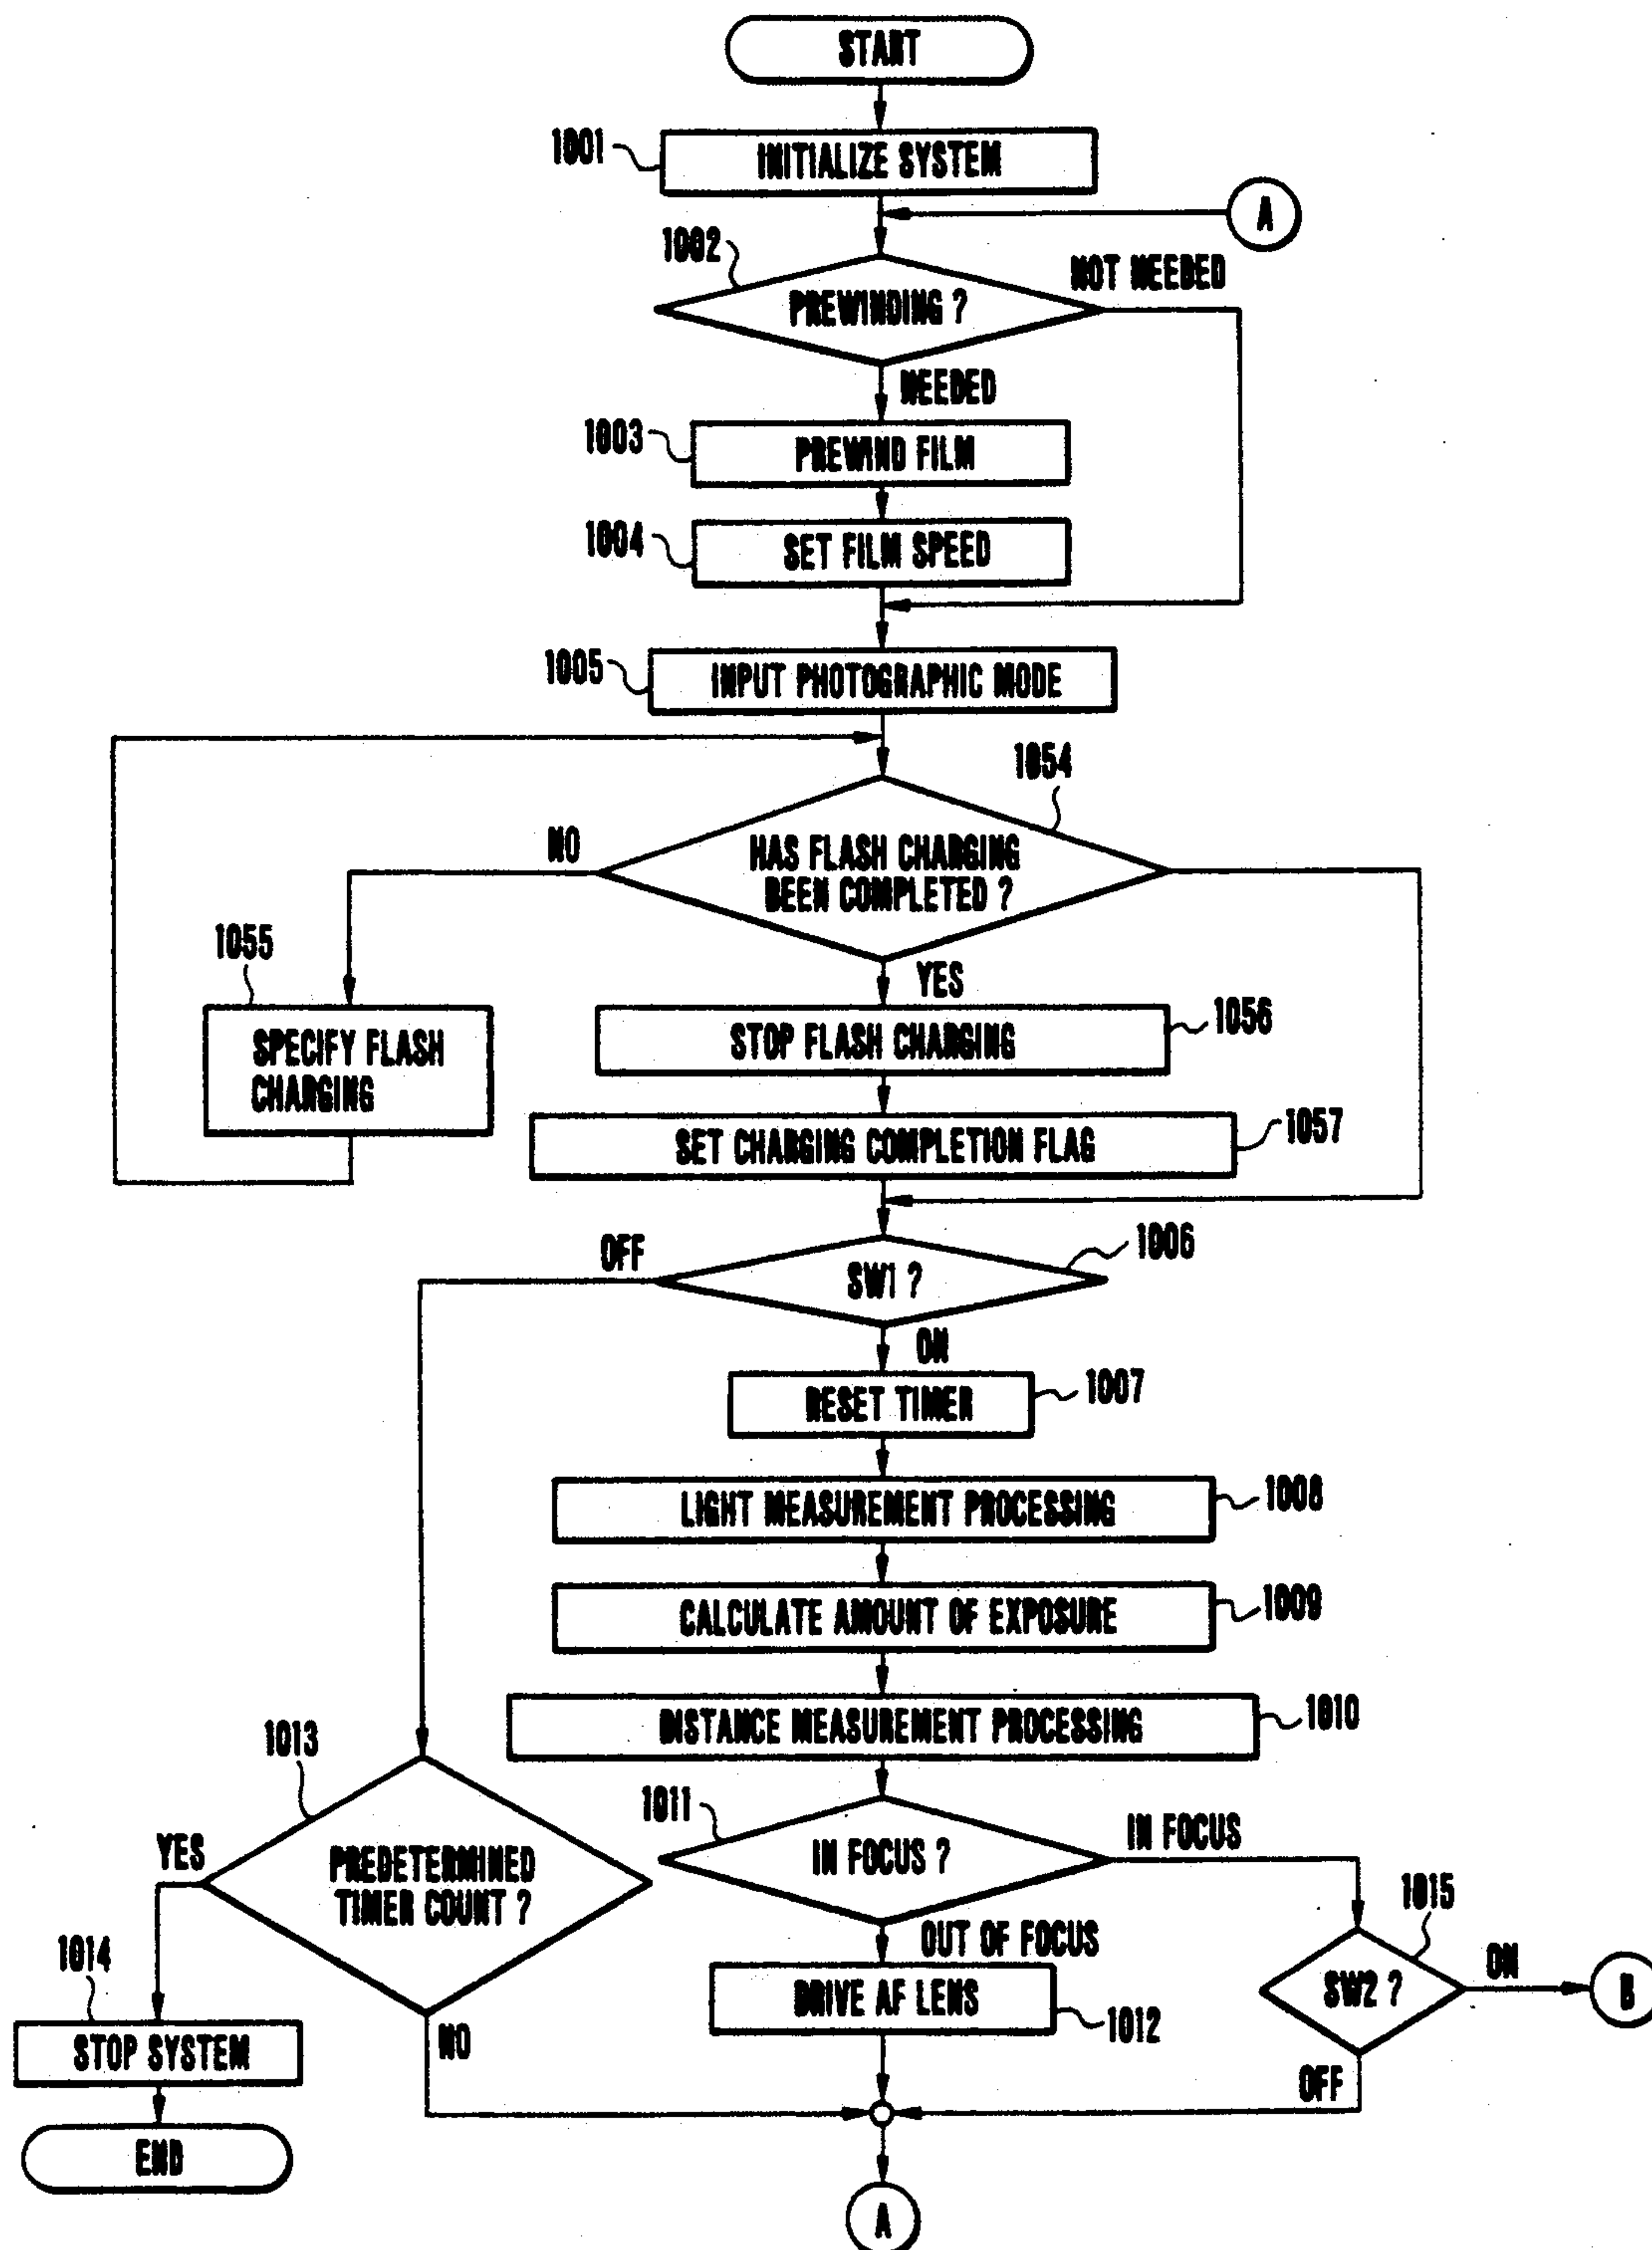 START
1001
INITIALIZE SYSTEM
A
1002
NOT NEEDED
PREWINDING ?
NEEDED
1003
PREWIND FILM
1004
SET FILM SPEED
1005
INPUT PHOTOGRAPHIC MODE
1054
NO
HAS FLASH CHARGING
BEEN COMPLETED ?
1055
YES
SPECIFY FLASH
CHARGING
STOP FLASH CHARGING
1056
SET CHARGING COMPLETION FLAG
1057
OFF
SW1 ?
1006
ON
RESET TIMER
1007
LIGHT MEASUREMENT PROCESSING
1008
CALCULATE AMOUNT OF EXPOSURE
1009
DISTANCE MEASUREMENT PROCESSING
1010
1013
1011
YES
PREDETERMINED
TIMER COUNT ?
IN FOCUS ?
IN FOCUS
1015
1014
OUT OF FOCUS
SW2 ?
ON
B
STOP SYSTEM
NO
DRIVE AF LENS
1012
OFF
END
A